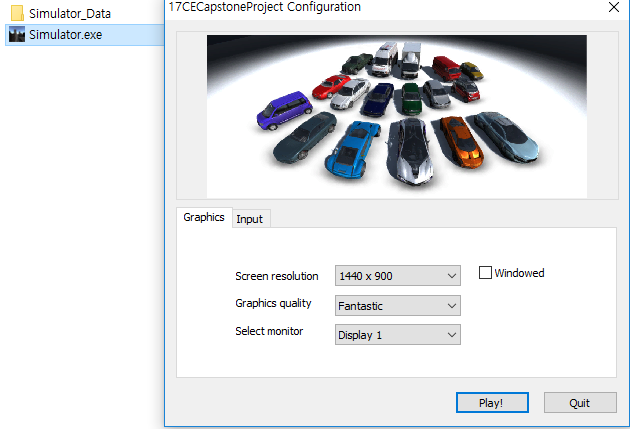 Simulator_Data
Simulator.exe
17CECapstoneProject Configuration
Graphics
Input
Screen resolution
1440 x 900
Windowed
Graphics quality
Fantastic
Select monitor
Display 1
Play!
Quit